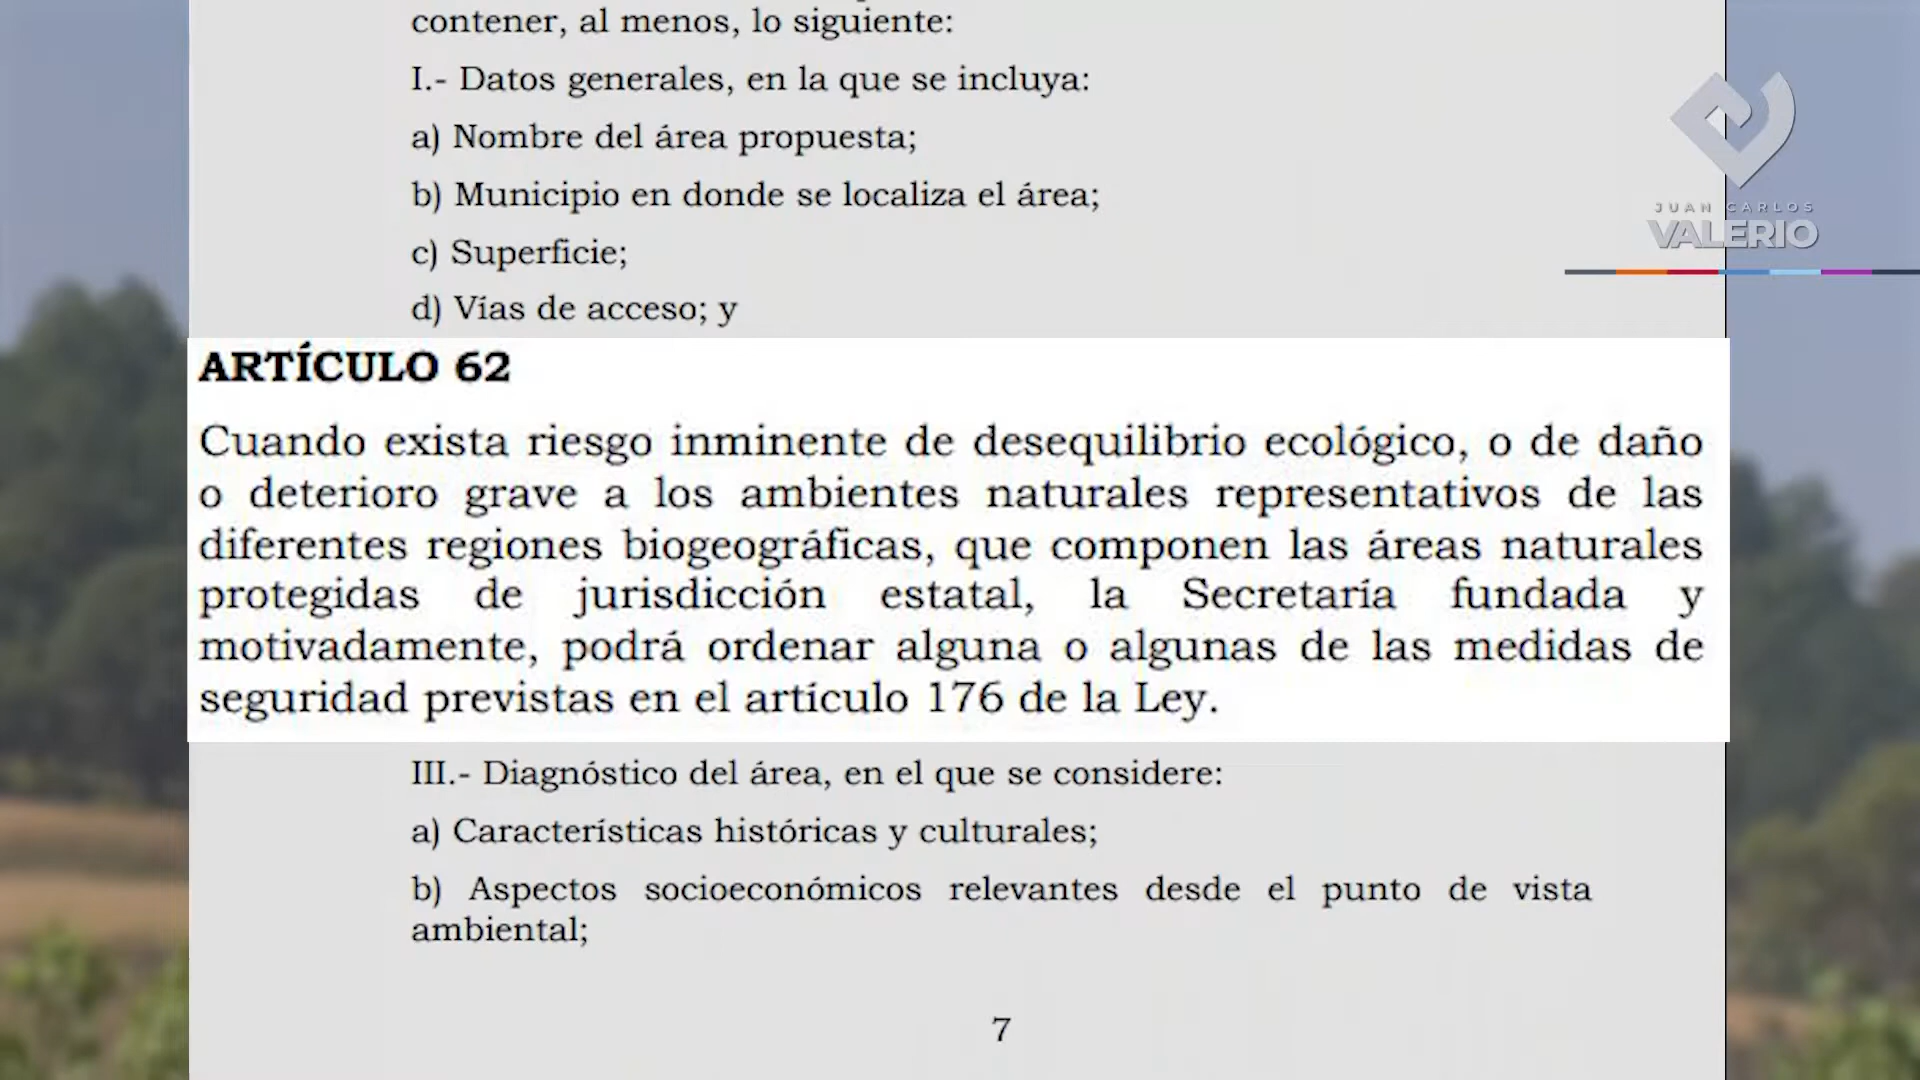 contener, al menos, lo siguiente:
I.- Datos generales, en la que se incluya:
a) Nombre del área propuesta;
b) Municipio en donde se localiza el área;
c) Superficie;
d) Vías de acceso; y
JUAN CARLOS
VALERIO
ARTÍCULO 62
Cuando exista riesgo inminente de desequilibrio ecológico, o de daño
o deterioro grave a los ambientes naturales representativos de las
diferentes regiones biogeográficas, que componen las áreas naturales
protegidas de jurisdicción estatal, la Secretaría fundada y
motivadamente, podrá ordenar alguna o algunas de las medidas de
seguridad previstas en el artículo 176 de la Ley.
III.- Diagnóstico del área, en el que se considere:
a) Características históricas y culturales;
b) Aspectos socioeconómicos relevantes desde el punto de vista
ambiental;
7